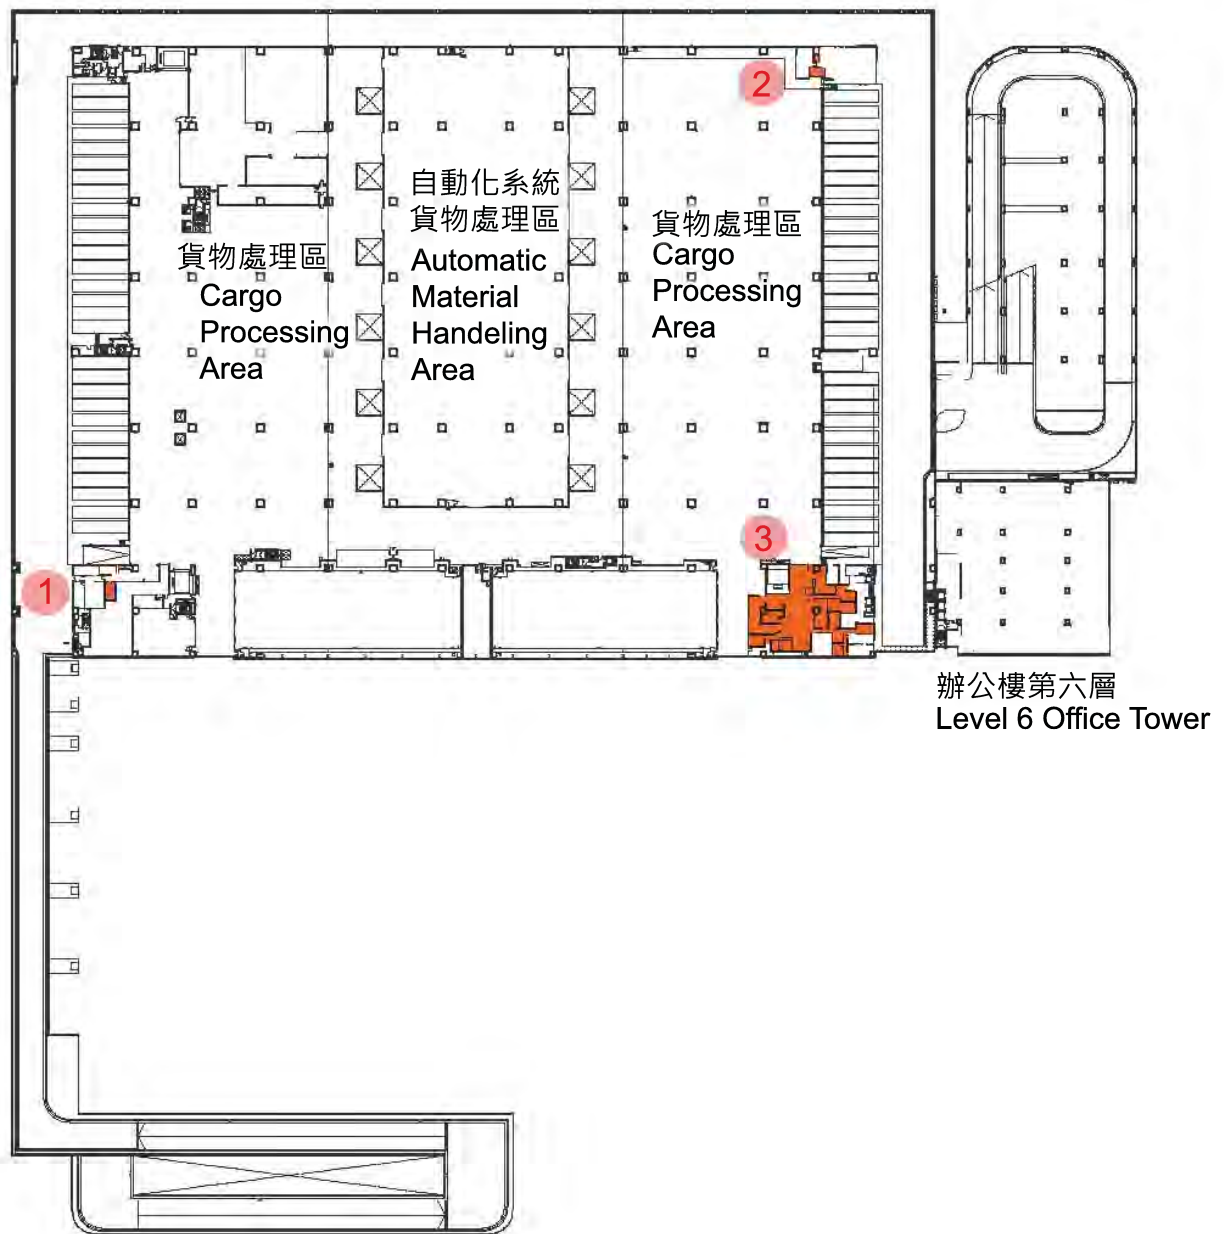 2
自動化系統
貨物處理區
Automatic
Material
Handeling
Area
貨物處理區
Cargo
Processing
Area
貨物處理區
Cargo
Processing
Area
3
1
辦公樓第六層
Level 6 Office Tower